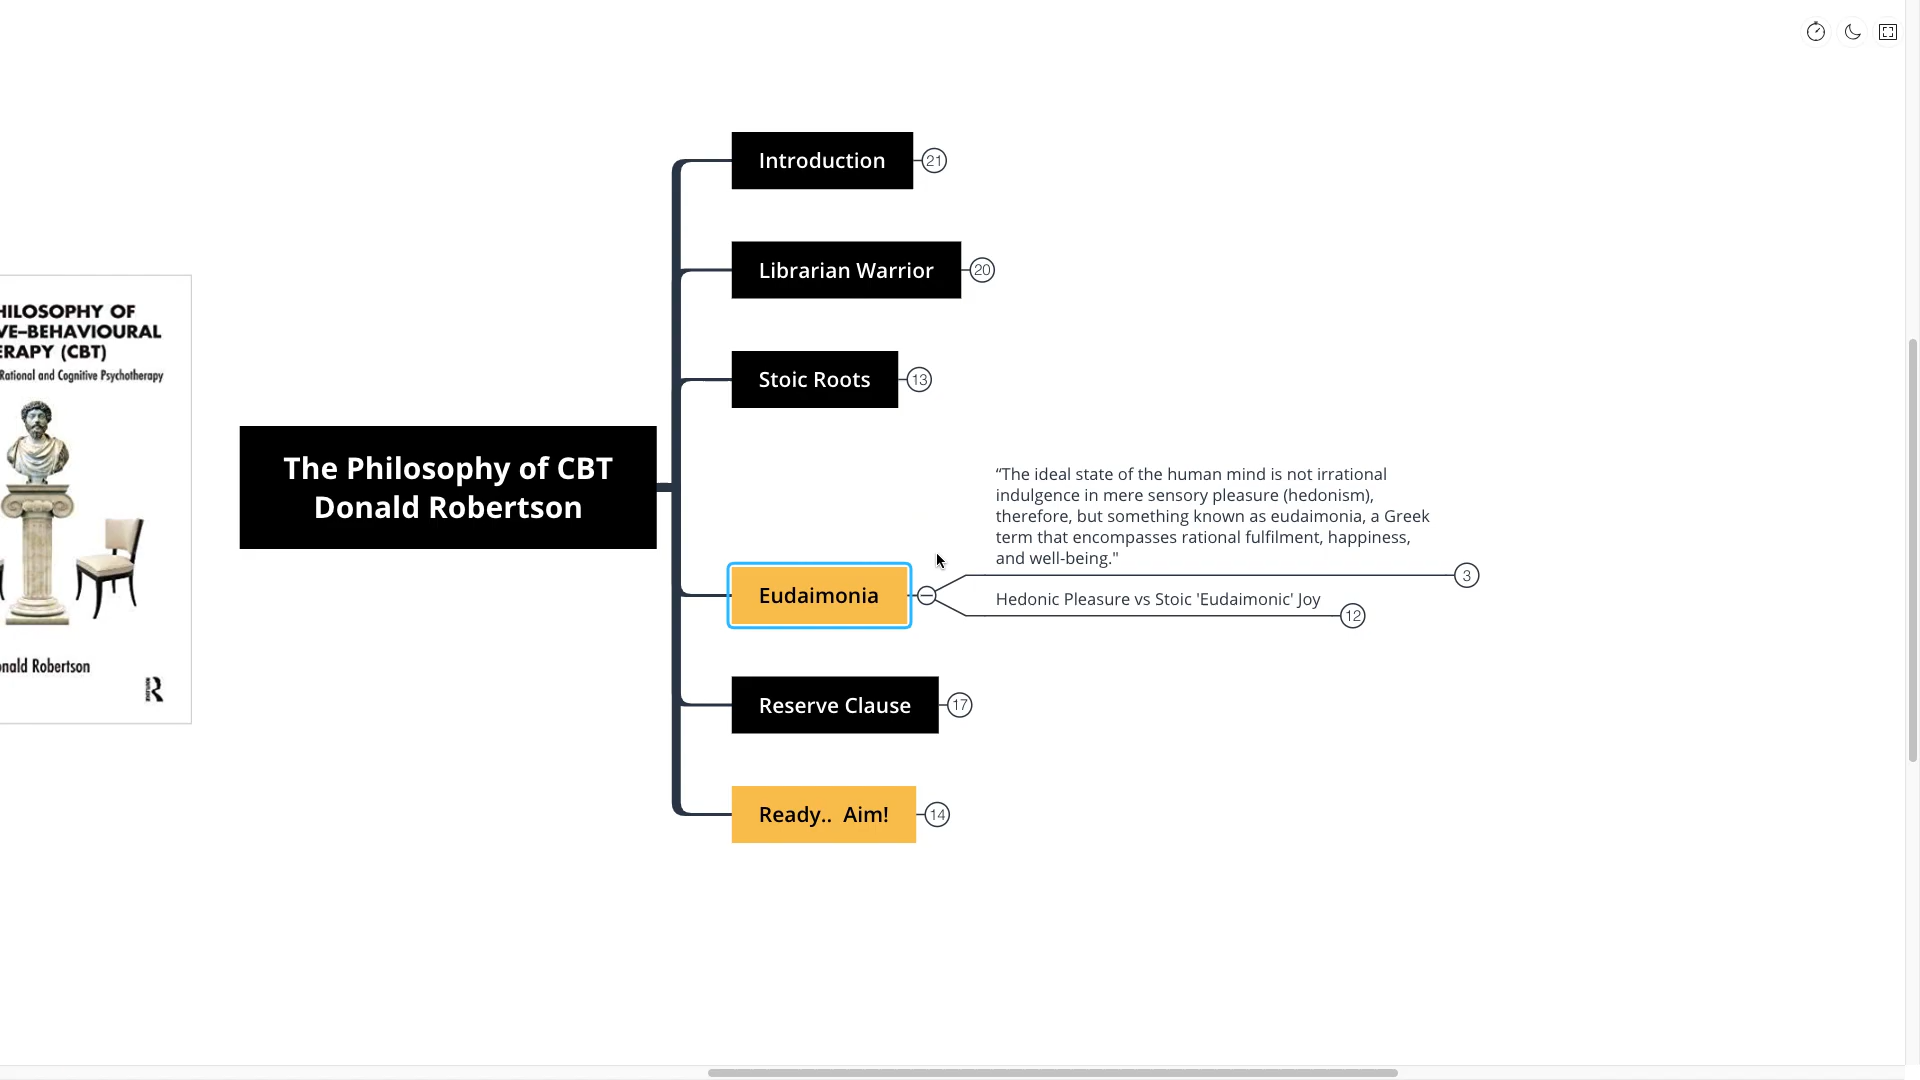 HILOSOPHY OF
VE–BEHAVIOURAL
ERAPY (CBT)
Rational and Cognitive Psychotherapy
onald Robertson
The Philosophy of CBT
Donald Robertson
Introduction
21
Librarian Warrior
20
Stoic Roots
13
Eudaimonia
“The ideal state of the human mind is not irrational
indulgence in mere sensory pleasure (hedonism),
therefore, but something known as eudaimonia, a Greek
term that encompasses rational fulfilment, happiness,
and well-being."
3
Hedonic Pleasure vs Stoic 'Eudaimonic' Joy
12
Reserve Clause
17
Ready..  Aim!
14